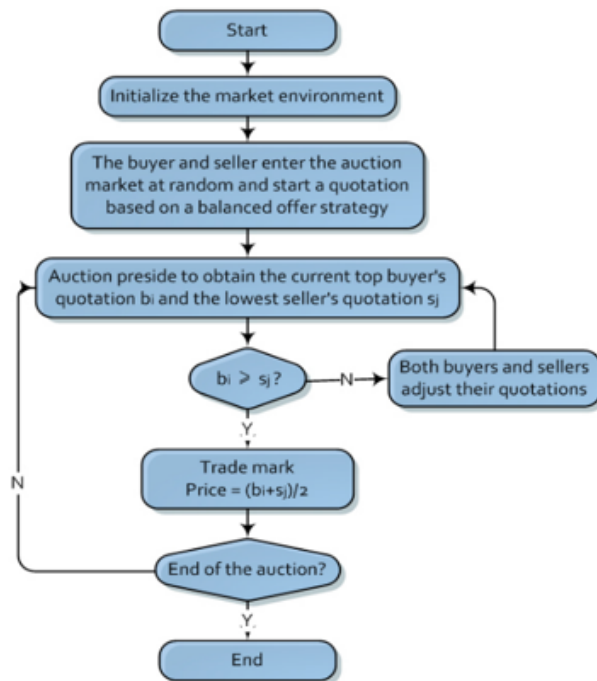 Start
Initialize the market environment
The buyer and seller enter the auction
market at random and start a quotation
based on a balanced offer strategy
Auction preside to obtain the current top buyer's
quotation bi and the lowest seller's quotation sj
bi ⩾ sj?
N
Both buyers and sellers
adjust their quotations
Y
Trade mark
Price = (bi+sj)/2
N
End of the auction?
Y
End